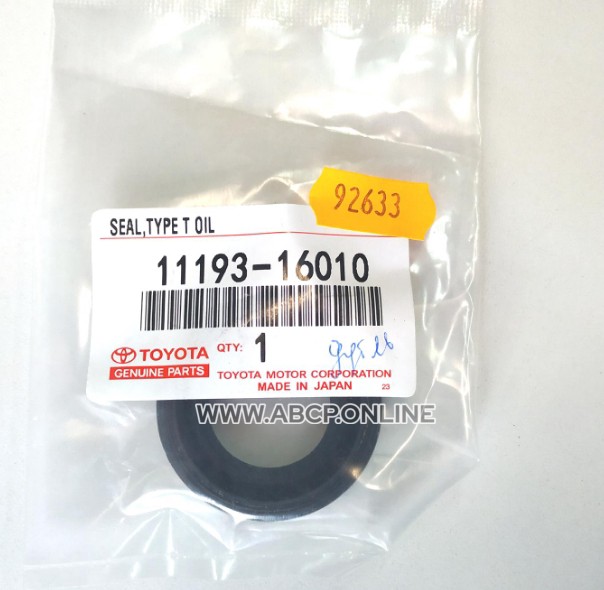 92633
SEAL,TYPE T OIL
11193-16010
TOYOTA QTY: 1
GENUINE PARTS
TOYOTA MOTOR CORPORATION
MADE IN JAPAN 23
WWW.ABCP.ONLINE